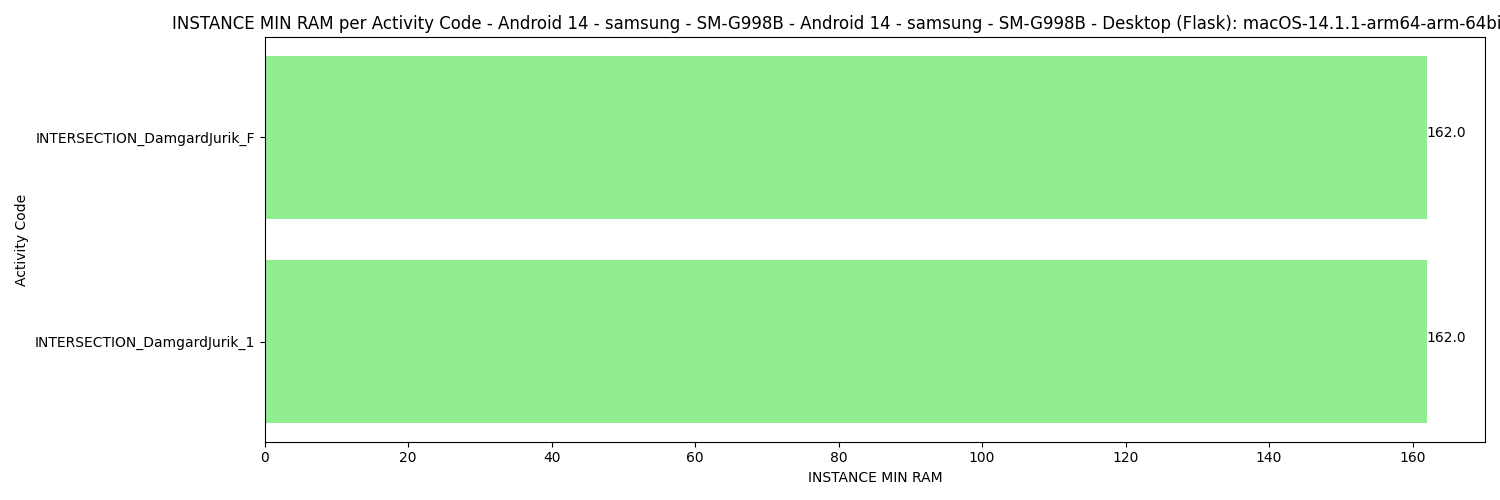 INSTANCE MIN RAM per Activity Code - Android 14 - samsung - SM-G998B - Android 14 - samsung - SM-G998B - Desktop (Flask): macOS-14.1.1-arm64-arm-64bi
INTERSECTION_DamgardJurik_F
162.0
Activity Code
INTERSECTION_DamgardJurik_1
162.0
0 20 40 60 80 100 120 140 160
INSTANCE MIN RAM